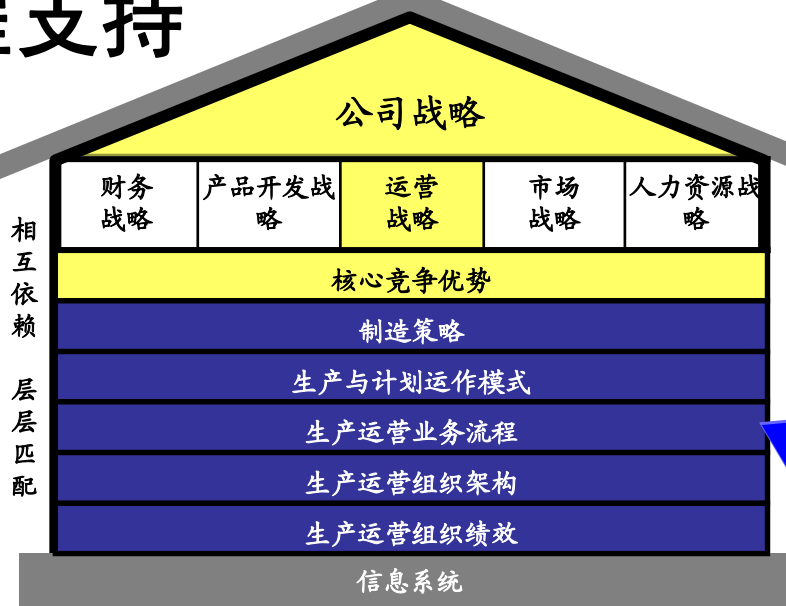 支持
公司战略
财务
战略
产品开发战
略
运营
战略
市场
战略
人力资源战
略
相互依赖
层层匹配
核心竞争优势
制造策略
生产与计划运作模式
生产运营业务流程
生产运营组织架构
生产运营组织绩效
信息系统